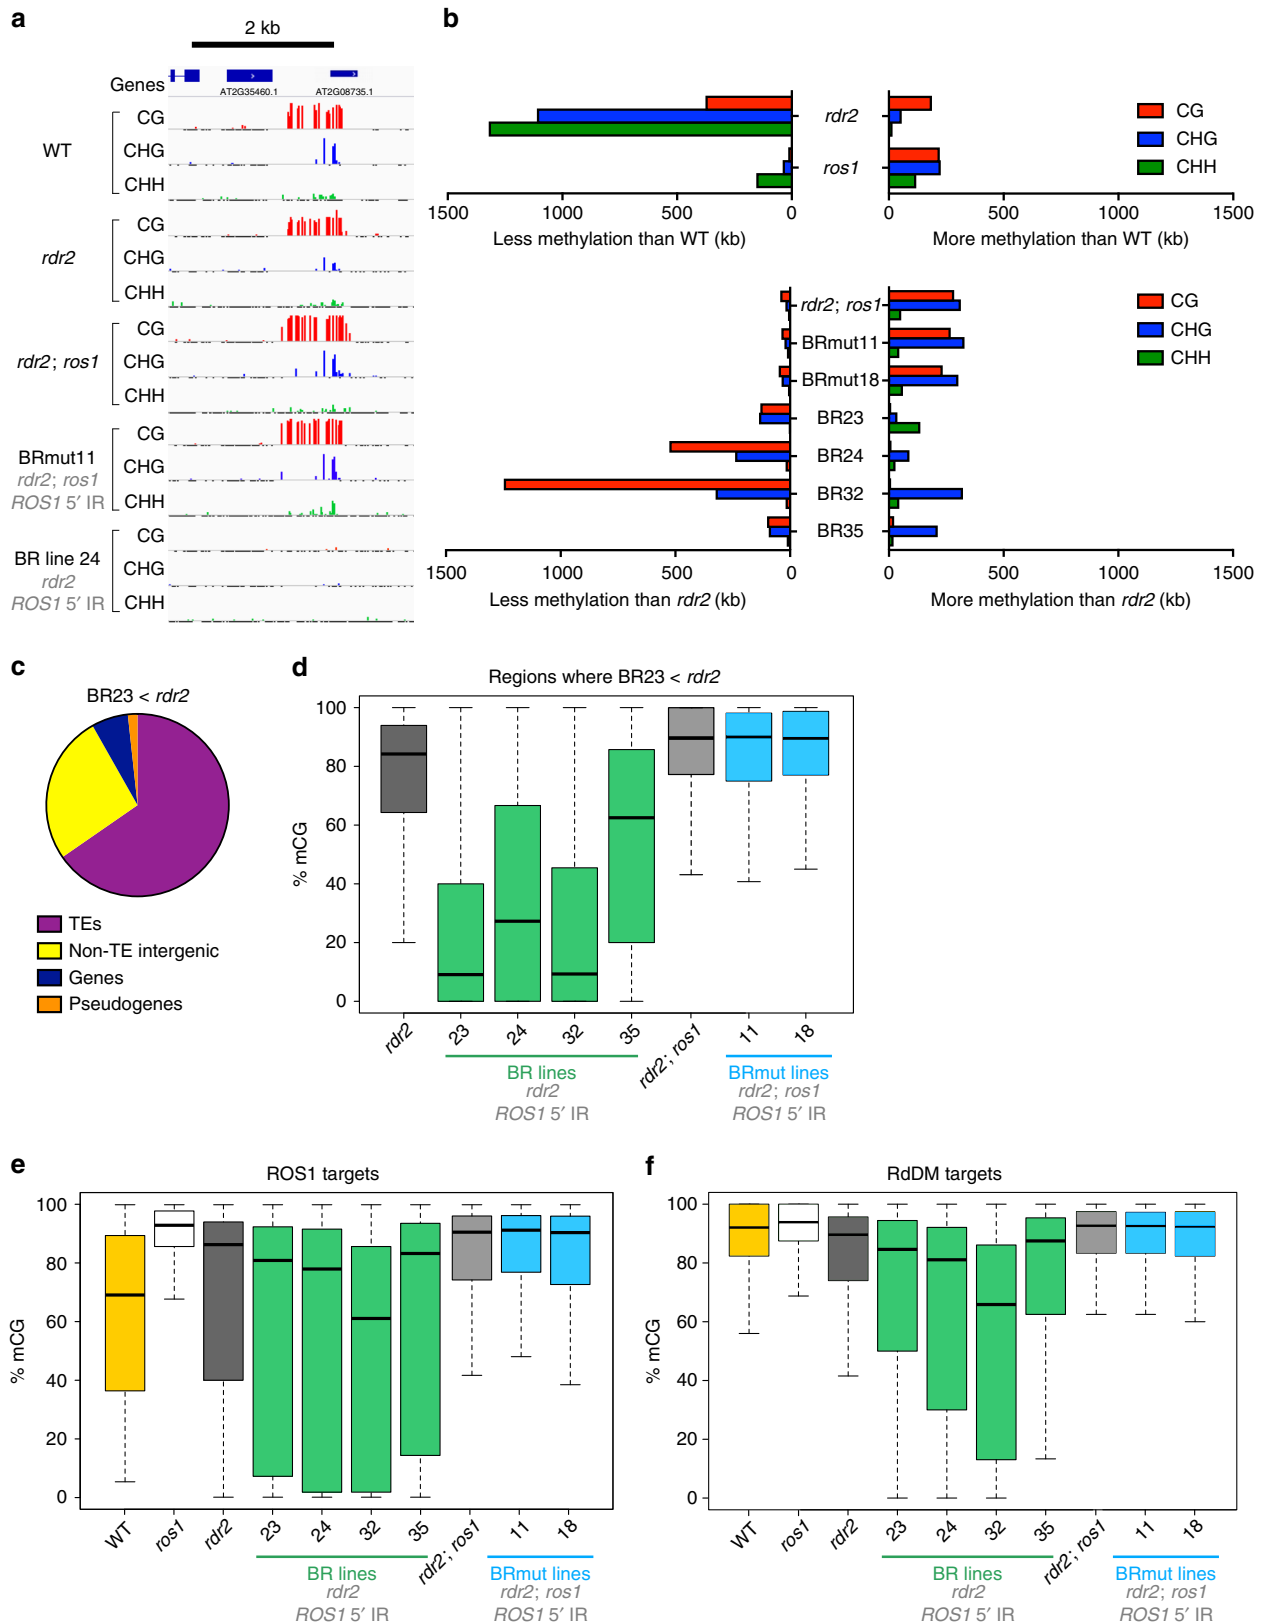 a
2 kb
Genes
AT2G35460.1
AT2G08735.1
WT
CG
CHG
CHH
rdr2
CG
CHG
CHH
rdr2; ros1
CG
CHG
CHH
BRmut11
rdr2; ros1
ROS1 5′ IR
CG
CHG
CHH
BR line 24
rdr2
ROS1 5′ IR
CG
CHG
CHH
b
rdr2
ros1
CG
CHG
CHH
1500 1000 500 0
0 500 1000 1500
Less methylation than WT (kb)
More methylation than WT (kb)
rdr2; ros1
BRmut11
BRmut18
BR23
BR24
BR32
BR35
CG
CHG
CHH
1500 1000 500 0
0 500 1000 1500
Less methylation than rdr2 (kb)
More methylation than rdr2 (kb)
c
BR23 < rdr2
TEs
Non-TE intergenic
Genes
Pseudogenes
d
Regions where BR23 < rdr2
% mCG
100
80
60
40
20
0
rdr2 23 24 32 35 rdr2; ros1 11 18
BR lines
rdr2
ROS1 5′ IR
BRmut lines
rdr2; ros1
ROS1 5′ IR
e
ROS1 targets
% mCG
100
80
60
40
20
0
WT ros1 rdr2 23 24 32 35 rdr2; ros1 11 18
BR lines
rdr2
ROS1 5′ IR
BRmut lines
rdr2; ros1
ROS1 5′ IR
f
RdDM targets
% mCG
100
80
60
40
20
0
WT ros1 rdr2 23 24 32 35 rdr2; ros1 11 18
BR lines
rdr2
ROS1 5′ IR
BRmut lines
rdr2; ros1
ROS1 5′ IR